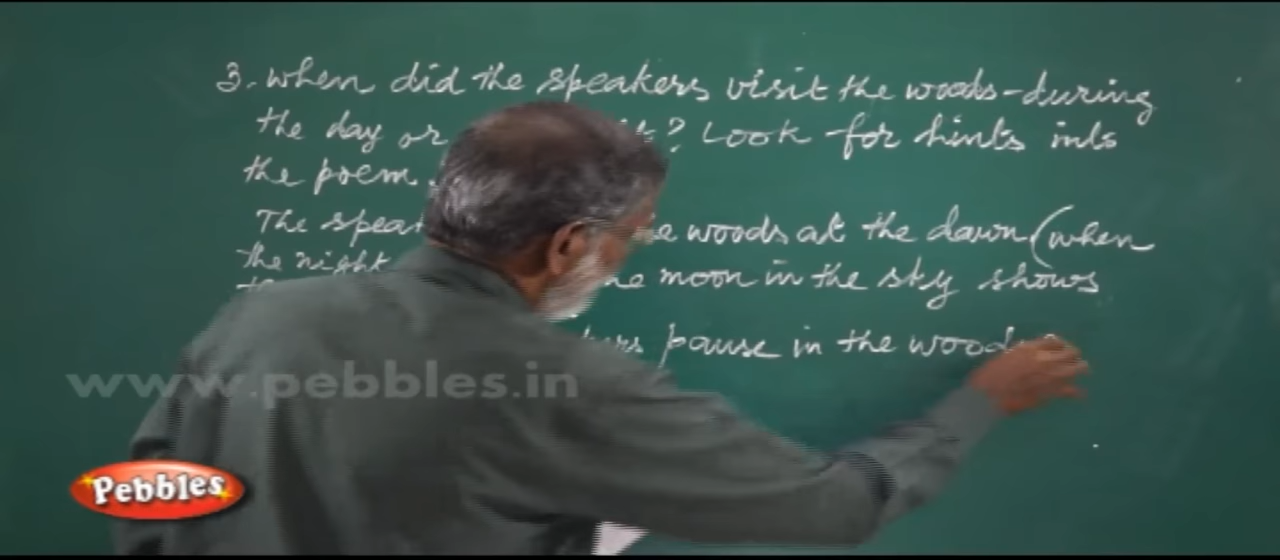 3. When did the speakers visit the woods - during
the day or ? Look for hints into
the poem.
The woods at the dawn (when
the night moon in the sky shows
pause in the woods
www.pebbles.in
Pebbles